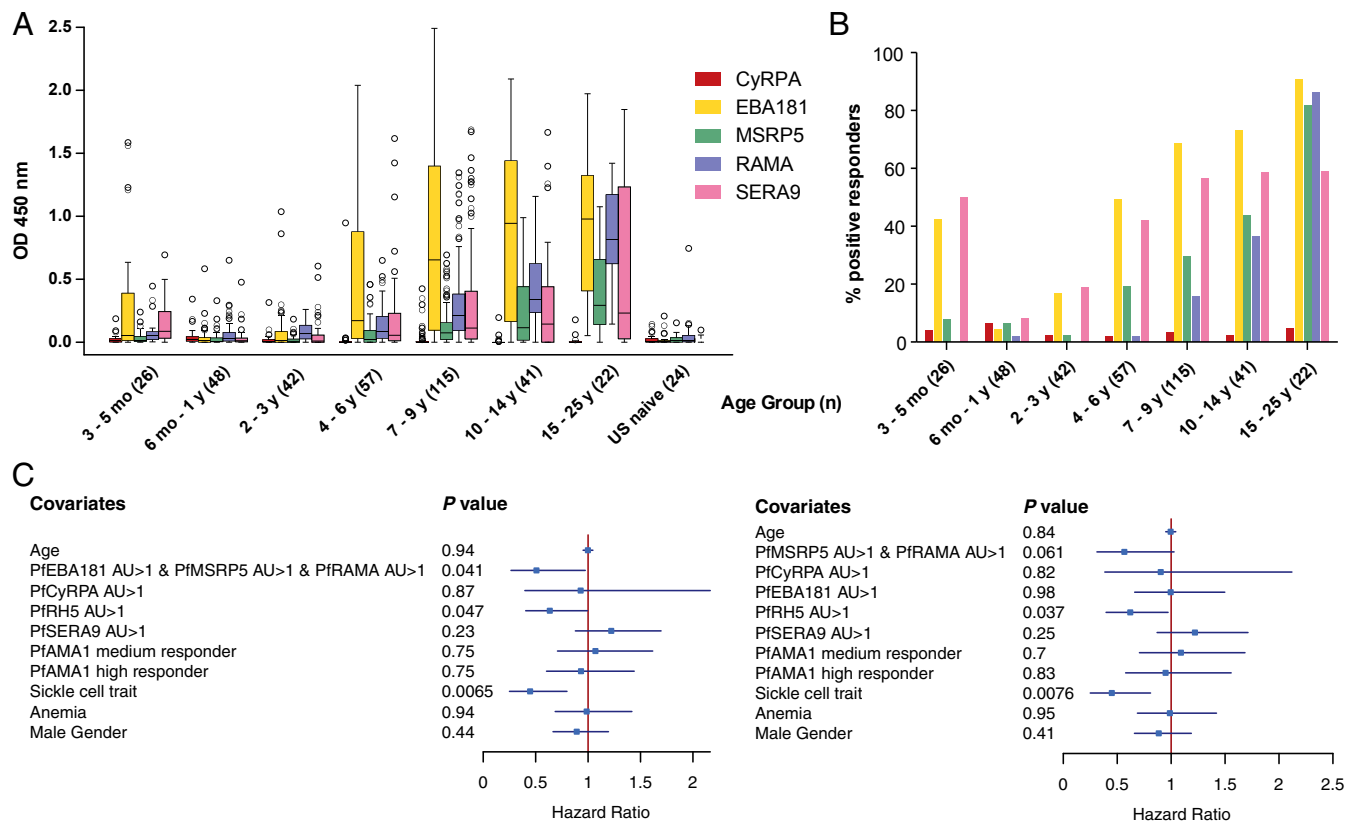 A
OD 450 nm
2.5
2.0
1.5
1.0
0.5
0.0
CyRPA
EBA181
MSRP5
RAMA
SERA9
3 - 5 mo (26)
6 mo - 1 y (48)
2 - 3 y (42)
4 - 6 y (57)
7 - 9 y (115)
10 - 14 y (41)
15 - 25 y (22)
US naive (24)
Age Group (n)
B
% positive responders
100
80
60
40
20
0
3 - 5 mo (26)
6 mo - 1 y (48)
2 - 3 y (42)
4 - 6 y (57)
7 - 9 y (115)
10 - 14 y (41)
15 - 25 y (22)
C
Covariates P value
Age 0.94
PfEBA181 AU>1 & PfMSRP5 AU>1 & PfRAMA AU>1 0.041
PfCyRPA AU>1 0.87
PfRH5 AU>1 0.047
PfSERA9 AU>1 0.23
PfAMA1 medium responder 0.75
PfAMA1 high responder 0.75
Sickle cell trait 0.0065
Anemia 0.94
Male Gender 0.44
0 0.5 1 1.5 2
Hazard Ratio
Covariates P value
Age 0.84
PfMSRP5 AU>1 & PfRAMA AU>1 0.061
PfCyRPA AU>1 0.82
PfEBA181 AU>1 0.98
PfRH5 AU>1 0.037
PfSERA9 AU>1 0.25
PfAMA1 medium responder 0.7
PfAMA1 high responder 0.83
Sickle cell trait 0.0076
Anemia 0.95
Male Gender 0.41
0 0.5 1 1.5 2 2.5
Hazard Ratio